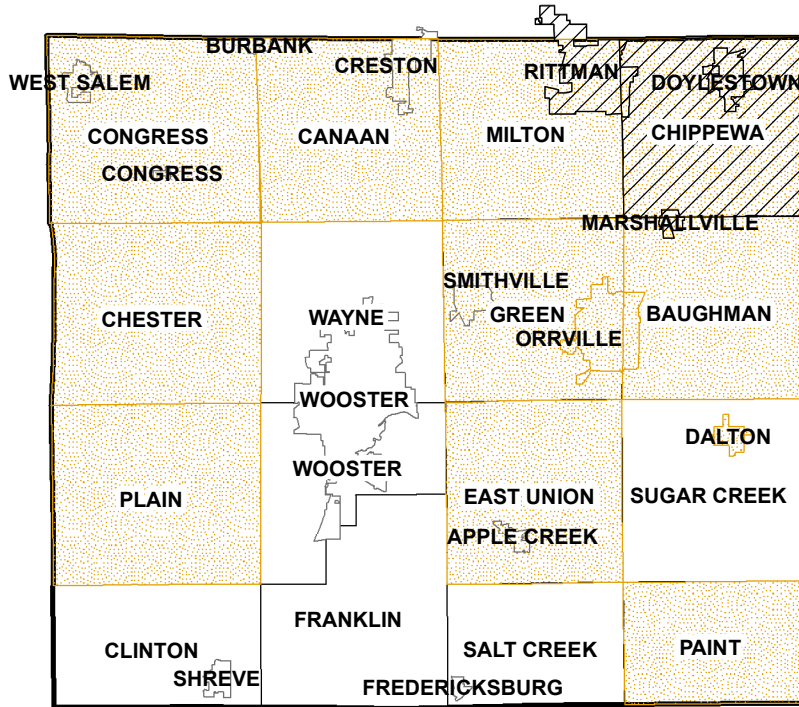 BURBANK
CRESTON
RITTMAN
WEST SALEM
DOYLESTOWN
CONGRESS
CANAAN
MILTON
CHIPPEWA
CONGRESS
MARSHALLVILLE
SMITHVILLE
CHESTER
WAYNE
GREEN
BAUGHMAN
ORRVILLE
WOOSTER
DALTON
WOOSTER
PLAIN
EAST UNION
SUGAR CREEK
APPLE CREEK
FRANKLIN
CLINTON
SALT CREEK
PAINT
SHREVE
FREDERICKSBURG